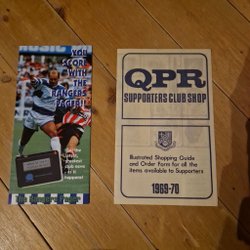 YOU
SCORE
WITH THE
RANGERS
PAGER!
QPR
SUPPORTERS CLUB SHOP
Illustrated Shopping Guide
and Order Form for all the
items available to Supporters
1969-70